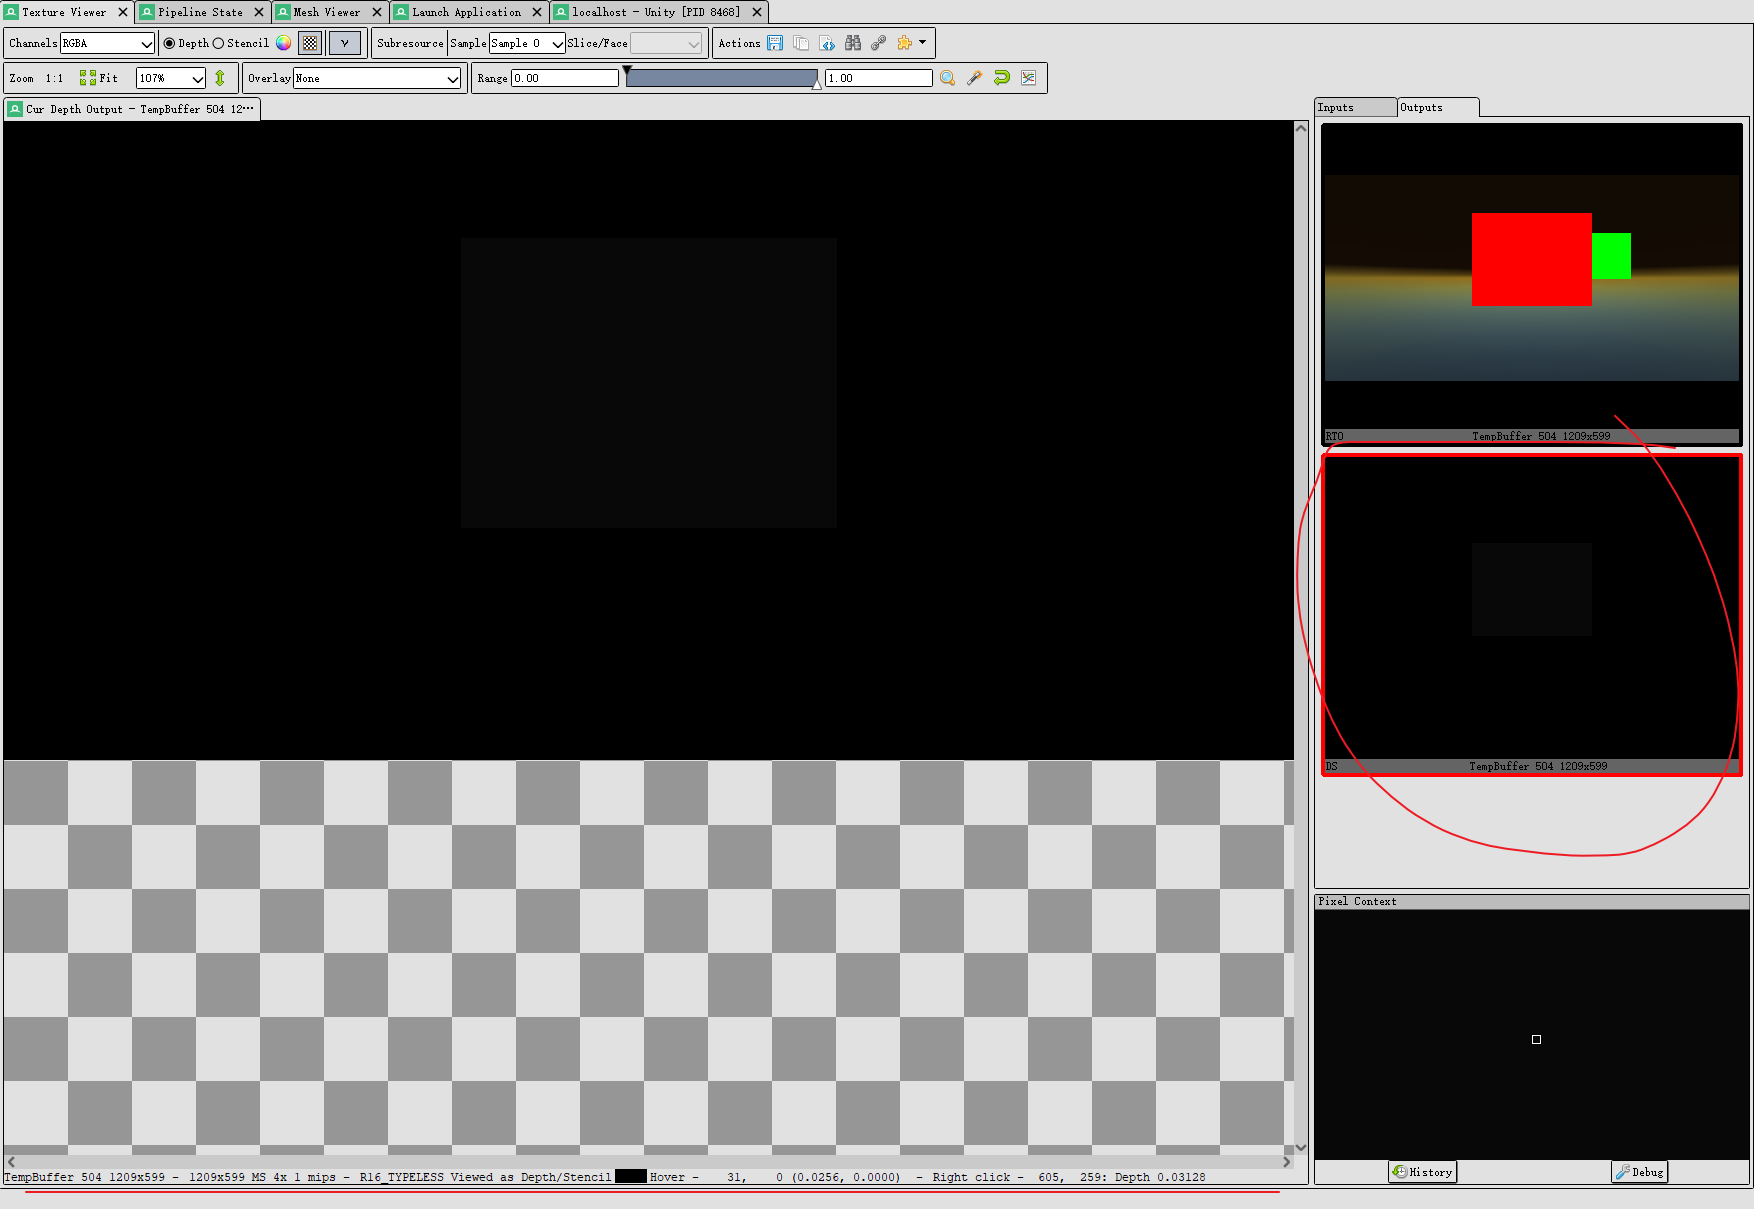 Texture Viewer Pipeline State Mesh Viewer Launch Application localhost - Unity [PID 8468]
Channels RGBA Depth Stencil γ Subresource Sample Sample 0 Slice/Face Actions
Zoom 1:1 Fit 107% Overlay None Range 0.00 1.00
Cur Depth Output - TempBuffer 504 12···
Inputs Outputs
RT0 TempBuffer 504 1209x599
DS TempBuffer 504 1209x599
Pixel Context
History Debug
TempBuffer 504 1209x599 - 1209x599 MS 4x 1 mips - R16_TYPELESS Viewed as Depth/Stencil Hover - 31, 0 (0.0256, 0.0000) - Right click - 605, 259: Depth 0.03128